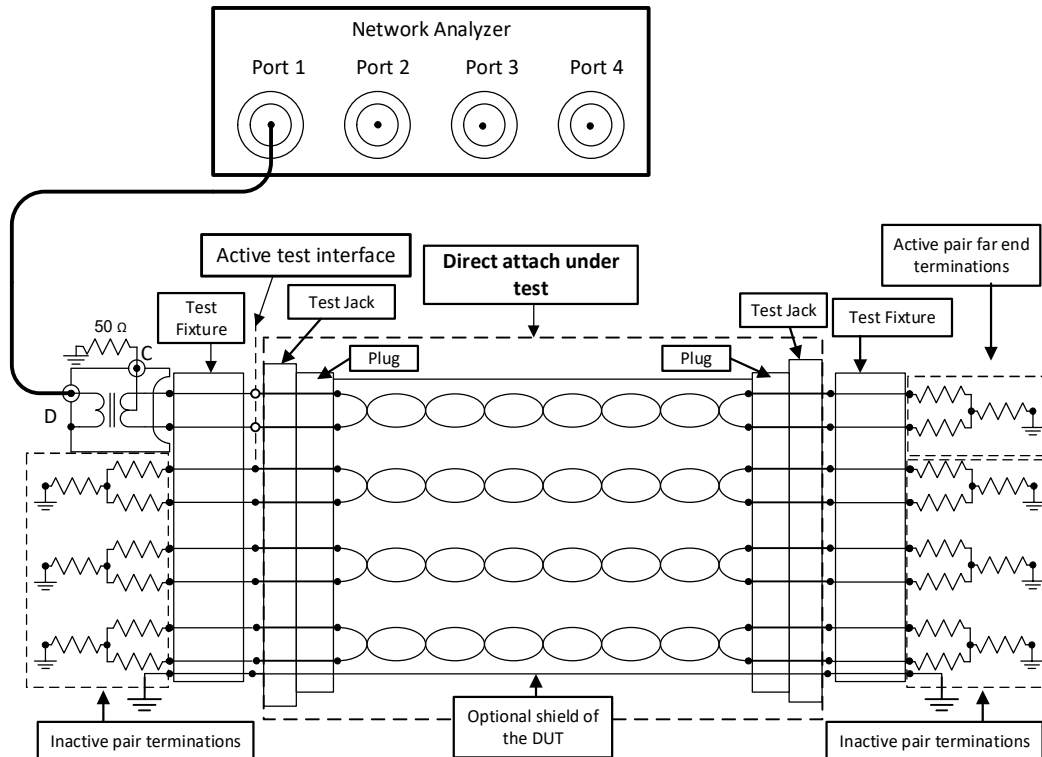 Network Analyzer
Port 1
Port 2
Port 3
Port 4
Active test interface
Direct attach under
test
Active pair far end
terminations
Test
Fixture
Test Jack
Test Jack
Test Fixture
50 Ω
C
D
Plug
Plug
Inactive pair terminations
Optional shield of
the DUT
Inactive pair terminations